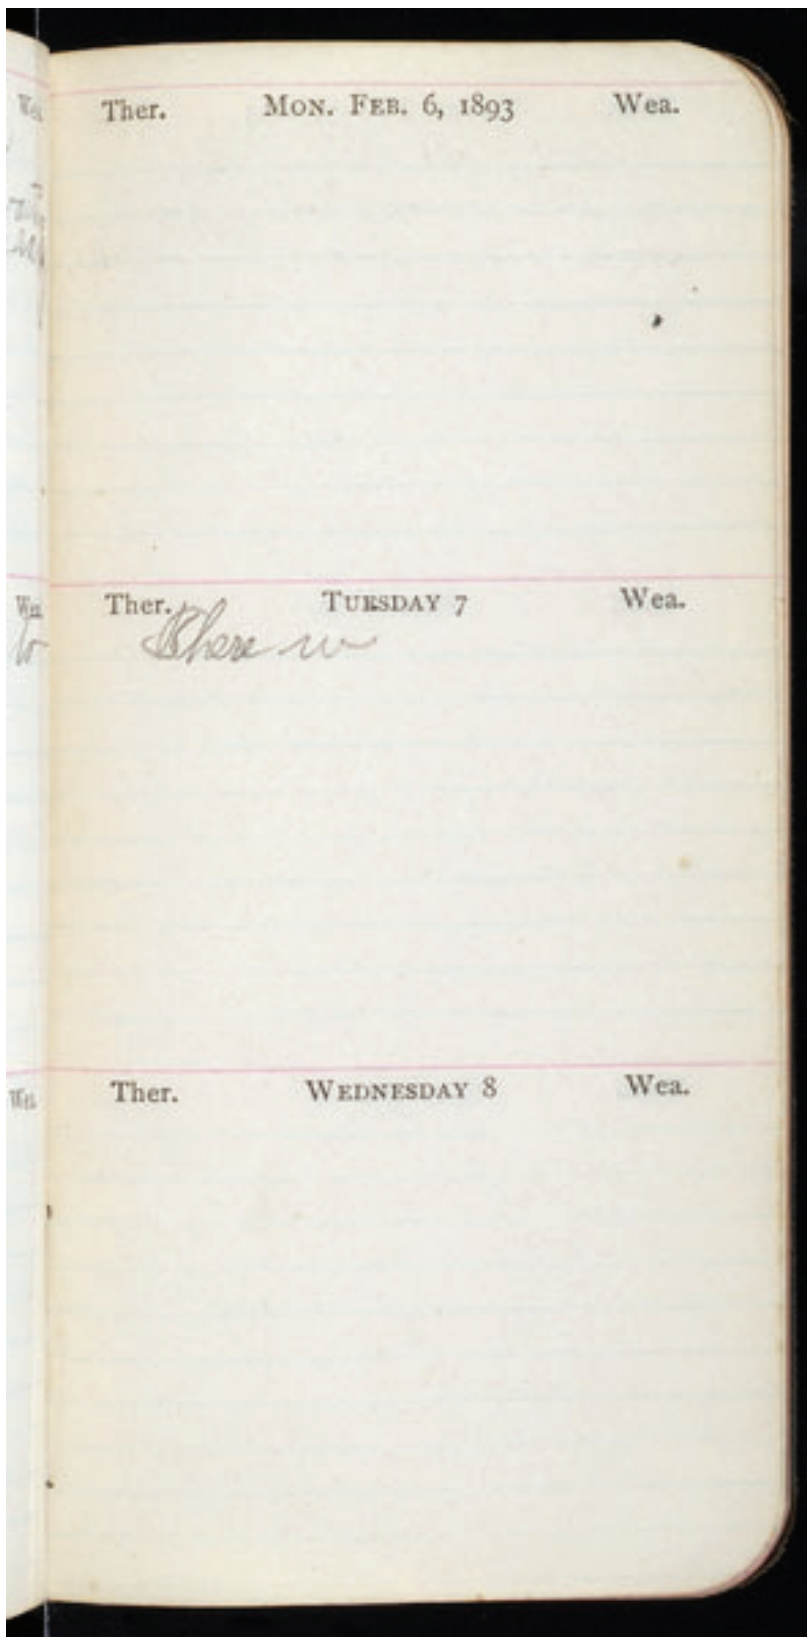 Ther. MON. FEB. 6, 1893 Wea.
Ther. TUESDAY 7 Wea.
There w
Ther. WEDNESDAY 8 Wea.